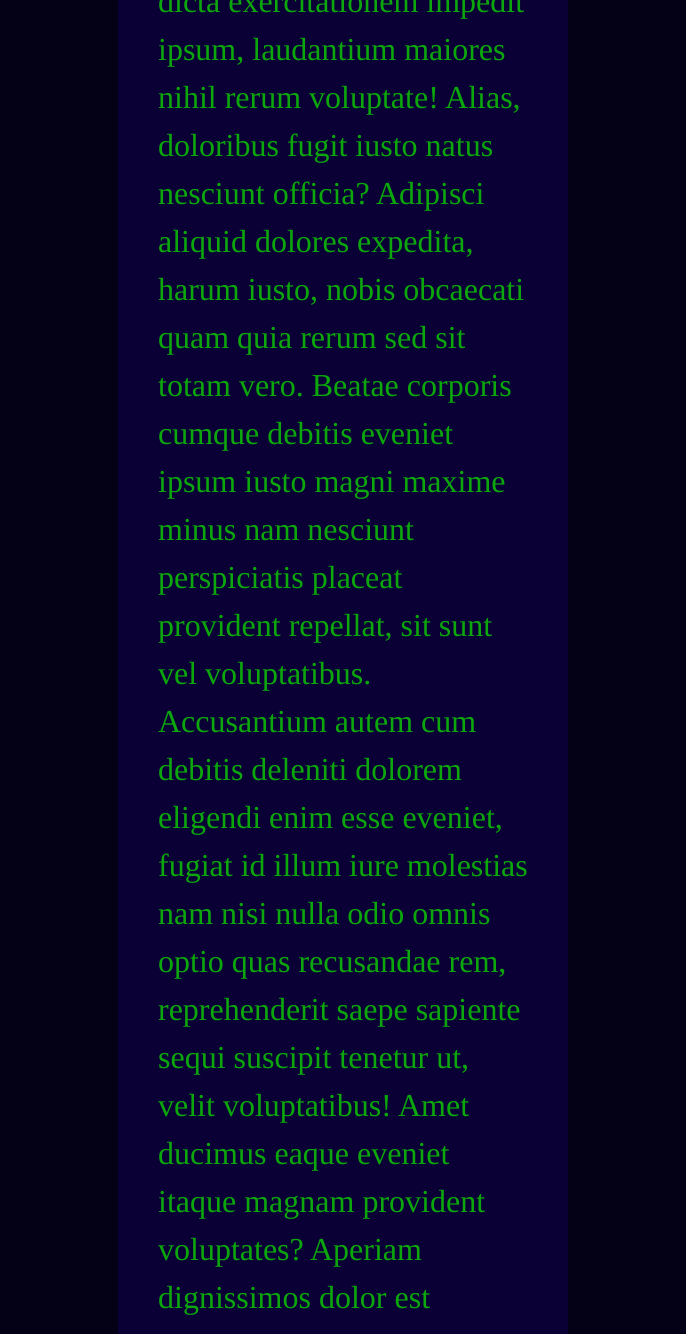 dicta exercitationem impedit
ipsum, laudantium maiores
nihil rerum voluptate! Alias,
doloribus fugit iusto natus
nesciunt officia? Adipisci
aliquid dolores expedita,
harum iusto, nobis obcaecati
quam quia rerum sed sit
totam vero. Beatae corporis
cumque debitis eveniet
ipsum iusto magni maxime
minus nam nesciunt
perspiciatis placeat
provident repellat, sit sunt
vel voluptatibus.
Accusantium autem cum
debitis deleniti dolorem
eligendi enim esse eveniet,
fugiat id illum iure molestias
nam nisi nulla odio omnis
optio quas recusandae rem,
reprehenderit saepe sapiente
sequi suscipit tenetur ut,
velit voluptatibus! Amet
ducimus eaque eveniet
itaque magnam provident
voluptates? Aperiam
dignissimos dolor est